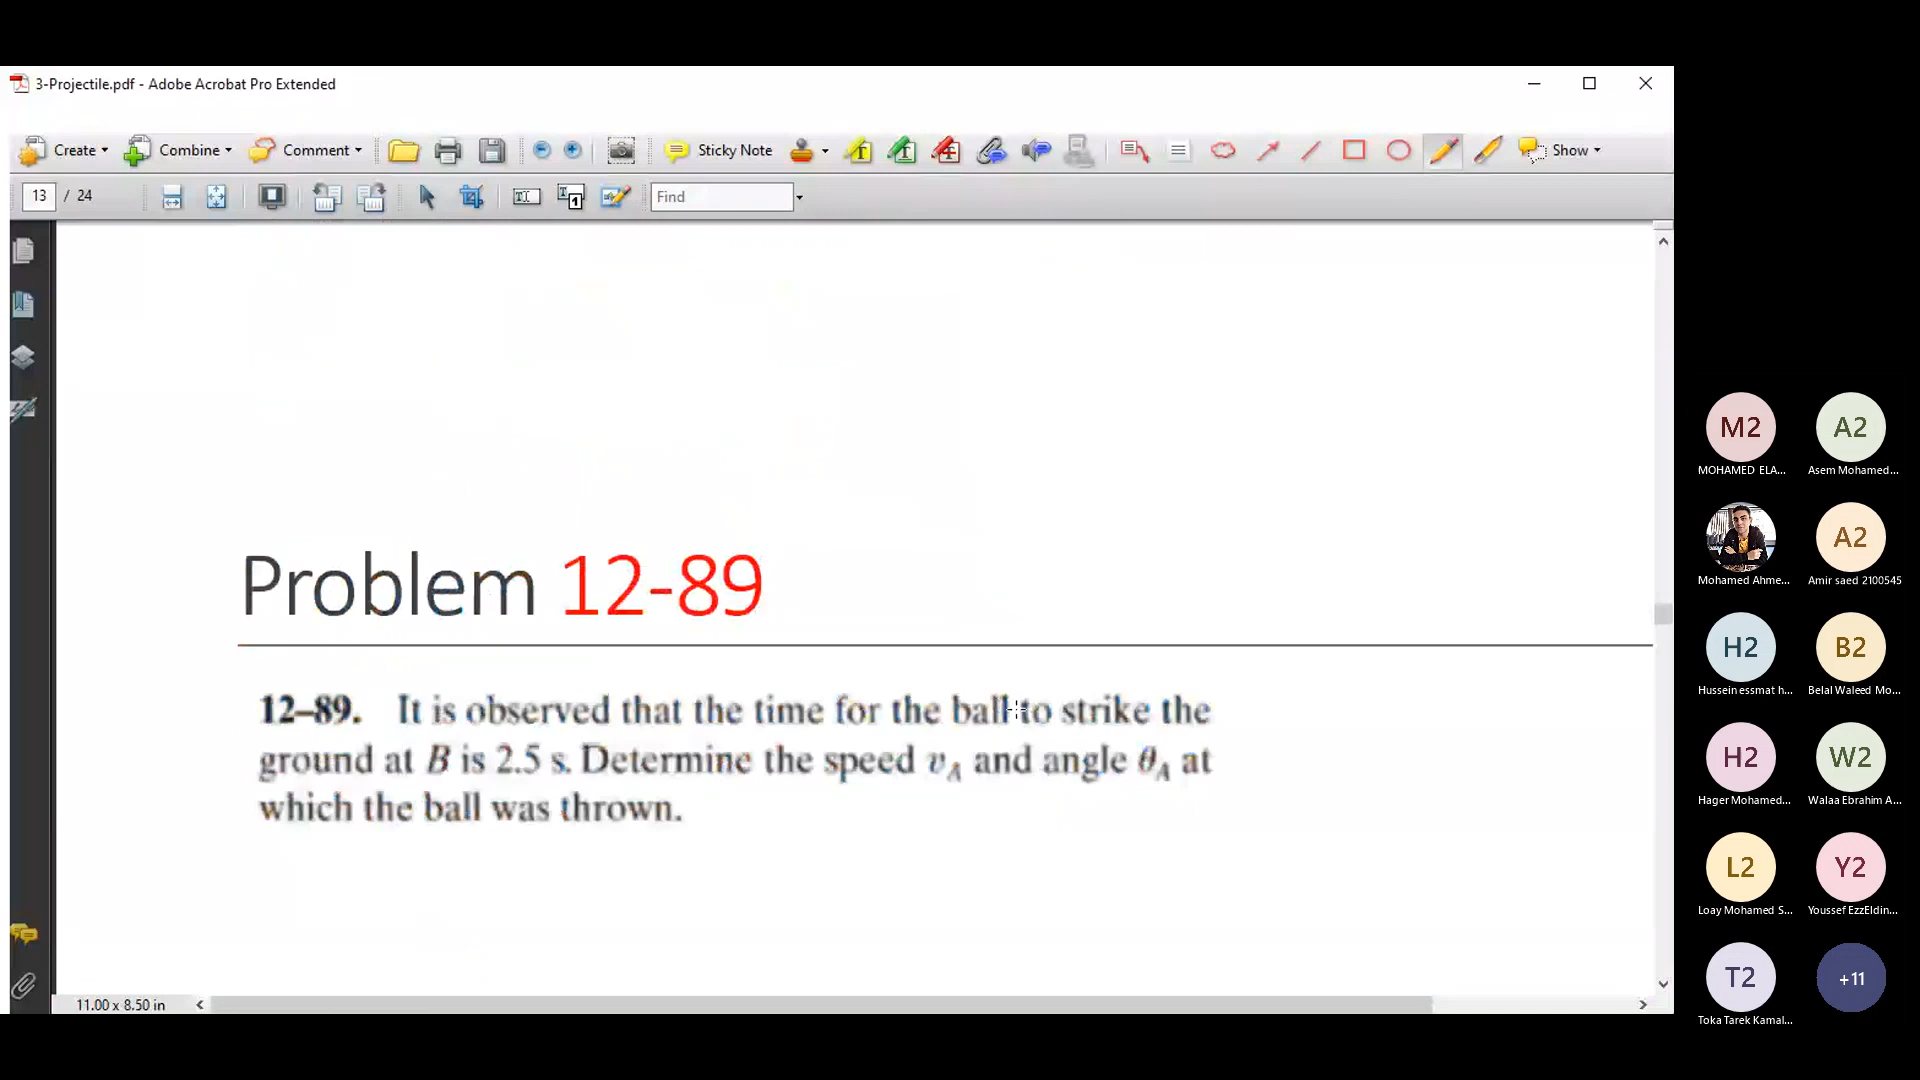 3-Projectile.pdf - Adobe Acrobat Pro Extended
Create Combine Comment Sticky Note Show
13 / 24 Find
Problem 12-89
12–89. It is observed that the time for the ball to strike the
ground at B is 2.5 s. Determine the speed vA and angle θA at
which the ball was thrown.
11.00 x 8.50 in
M2 A2
MOHAMED ELA... Asem Mohamed...
A2
Mohamed Ahme... Amir saed 2100545
H2 B2
Hussein essmat h... Belal Waleed Mo...
H2 W2
Hager Mohamed... Walaa Ebrahim A...
L2 Y2
Loay Mohamed S... Youssef EzzEldin...
T2 +11
Toka Tarek Kamal...